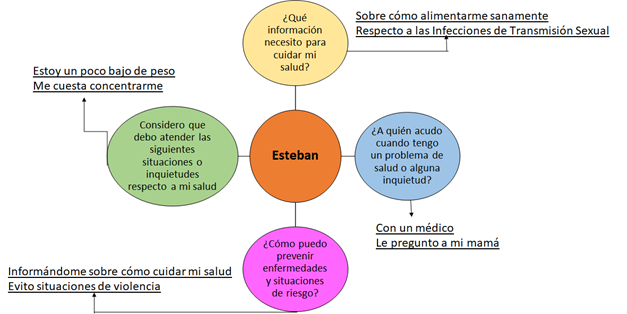 ¿Qué
información
necesito para
cuidar mi
salud?
Sobre cómo alimentarme sanamente
Respecto a las Infecciones de Transmisión Sexual
Estoy un poco bajo de peso
Me cuesta concentrarme
Considero que
debo atender las
siguientes
situaciones o
inquietudes
respecto a mi salud
Esteban
¿A quién acudo
cuando tengo
un problema de
salud o alguna
inquietud?
Con un médico
Le pregunto a mi mamá
¿Cómo puedo
prevenir
enfermedades
y situaciones
de riesgo?
Informándome sobre cómo cuidar mi salud
Evito situaciones de violencia